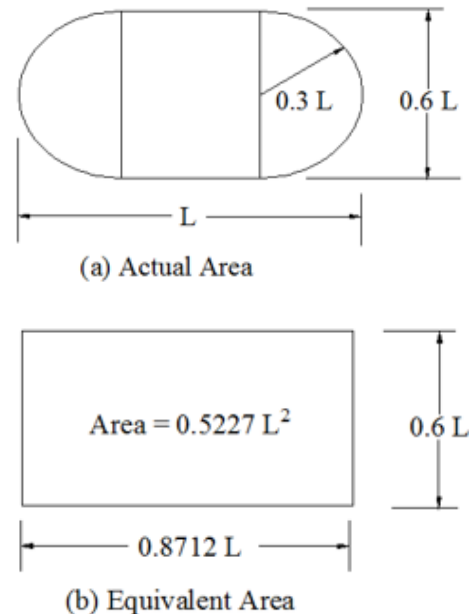 0.3 L
0.6 L
L
(a) Actual Area
Area = 0.5227 L²
0.6 L
0.8712 L
(b) Equivalent Area